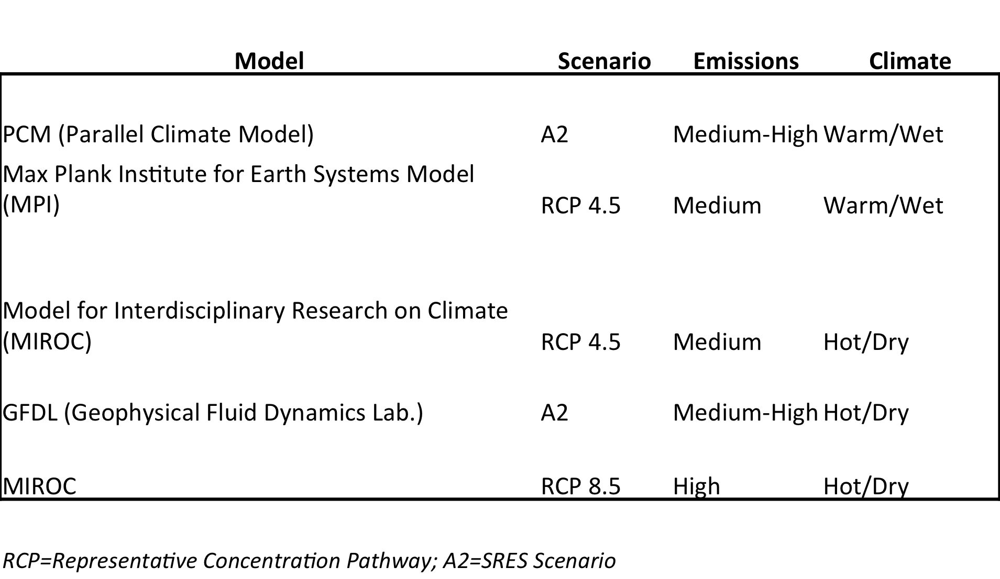 Model Scenario Emissions Climate
PCM (Parallel Climate Model) A2 Medium-High Warm/Wet
Max Plank Institute for Earth Systems Model
(MPI) RCP 4.5 Medium Warm/Wet
Model for Interdisciplinary Research on Climate
(MIROC) RCP 4.5 Medium Hot/Dry
GFDL (Geophysical Fluid Dynamics Lab.) A2 Medium-High Hot/Dry
MIROC RCP 8.5 High Hot/Dry
RCP=Representative Concentration Pathway; A2=SRES Scenario